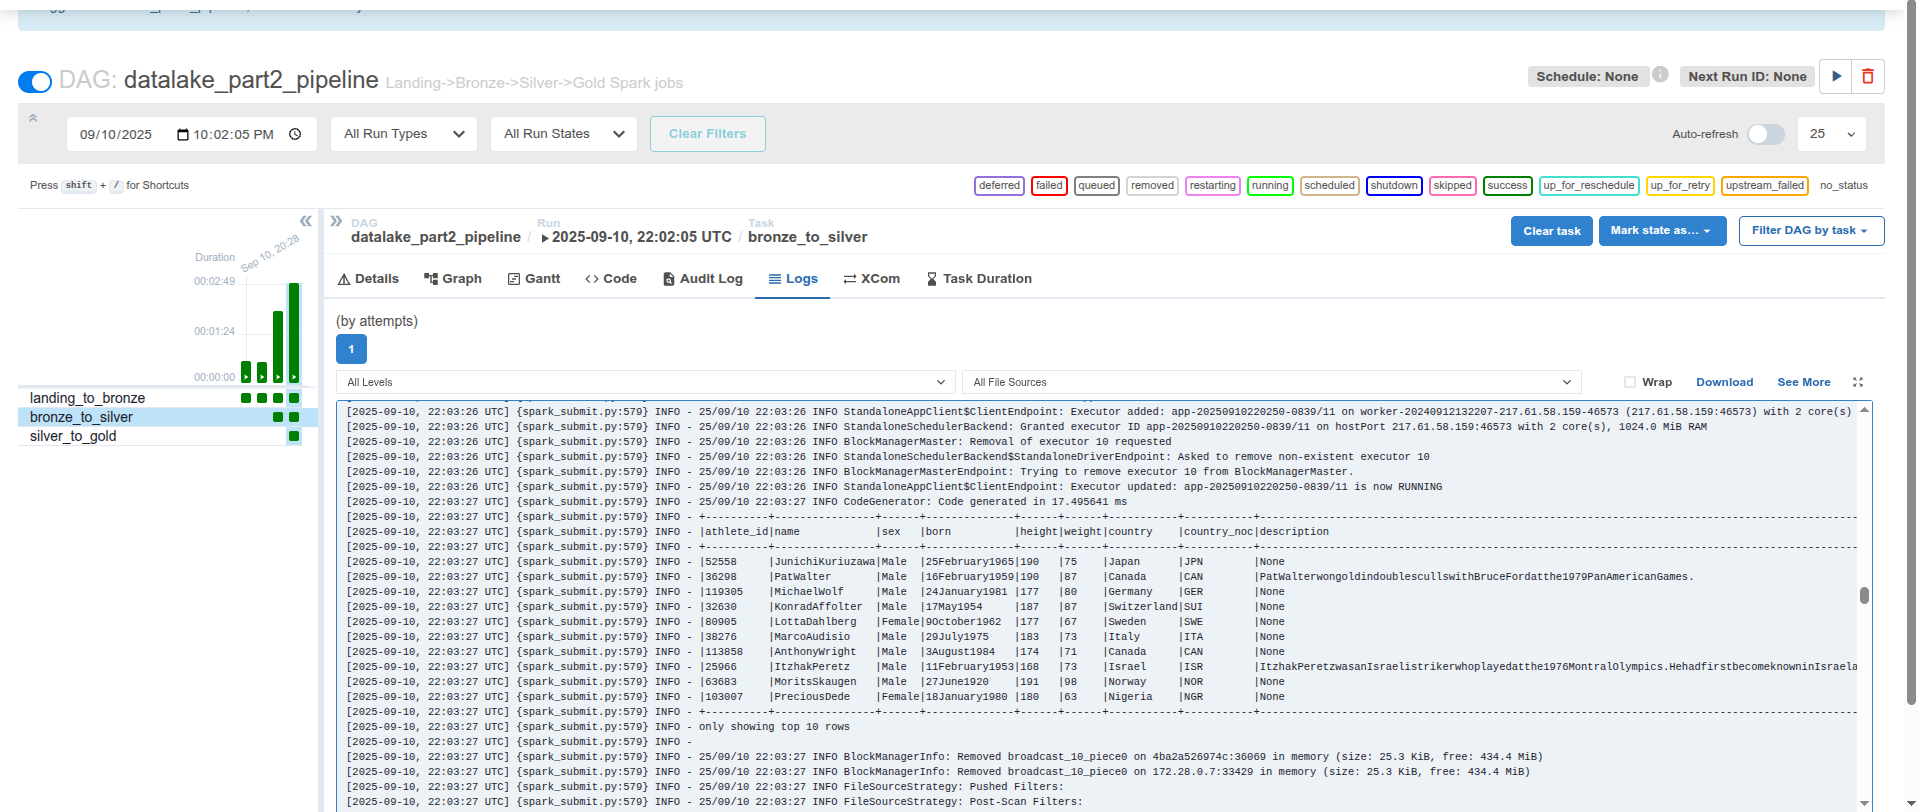 DAG: datalake_part2_pipeline Landing->Bronze->Silver->Gold Spark jobs
Schedule: None Next Run ID: None
09/10/2025 10:02:05 PM All Run Types All Run States Clear Filters
Auto-refresh 25
Press shift + / for Shortcuts
deferred failed queued removed restarting running scheduled shutdown skipped success up_for_reschedule up_for_retry upstream_failed no_status
Duration
Sep 10, 20:28
00:02:49
00:01:24
00:00:00
landing_to_bronze
bronze_to_silver
silver_to_gold
DAG Run Task
datalake_part2_pipeline / 2025-09-10, 22:02:05 UTC / bronze_to_silver
Clear task Mark state as... Filter DAG by task
Details Graph Gantt Code Audit Log Logs XCom Task Duration
(by attempts)
1
All Levels All File Sources Wrap Download See More
[2025-09-10, 22:03:26 UTC] {spark_submit.py:579} INFO - 25/09/10 22:03:26 INFO StandaloneAppClient$ClientEndpoint: Executor added: app-20250910220250-0839/11 on worker-20240912132207-217.61.58.159-46573 (217.61.58.159:46573) with 2 core(s)
[2025-09-10, 22:03:26 UTC] {spark_submit.py:579} INFO - 25/09/10 22:03:26 INFO StandaloneSchedulerBackend: Granted executor ID app-20250910220250-0839/11 on hostPort 217.61.58.159:46573 with 2 core(s), 1024.0 MiB RAM
[2025-09-10, 22:03:26 UTC] {spark_submit.py:579} INFO - 25/09/10 22:03:26 INFO BlockManagerMaster: Removal of executor 10 requested
[2025-09-10, 22:03:26 UTC] {spark_submit.py:579} INFO - 25/09/10 22:03:26 INFO StandaloneSchedulerBackend$StandaloneDriverEndpoint: Asked to remove non-existent executor 10
[2025-09-10, 22:03:26 UTC] {spark_submit.py:579} INFO - 25/09/10 22:03:26 INFO BlockManagerMasterEndpoint: Trying to remove executor 10 from BlockManagerMaster.
[2025-09-10, 22:03:26 UTC] {spark_submit.py:579} INFO - 25/09/10 22:03:26 INFO StandaloneAppClient$ClientEndpoint: Executor updated: app-20250910220250-0839/11 is now RUNNING
[2025-09-10, 22:03:27 UTC] {spark_submit.py:579} INFO - 25/09/10 22:03:27 INFO CodeGenerator: Code generated in 17.495641 ms
[2025-09-10, 22:03:27 UTC] {spark_submit.py:579} INFO - +----------+----------------+------+--------------+------+------+-----------+-----------+-----------------------------------------------------------------------------------------------
[2025-09-10, 22:03:27 UTC] {spark_submit.py:579} INFO - |athlete_id|name |sex |born |height|weight|country |country_noc|description
[2025-09-10, 22:03:27 UTC] {spark_submit.py:579} INFO - +----------+----------------+------+--------------+------+------+-----------+-----------+-----------------------------------------------------------------------------------------------
[2025-09-10, 22:03:27 UTC] {spark_submit.py:579} INFO - |52558 |JunichiKuriuzawa|Male |25February1965|190 |75 |Japan |JPN |None
[2025-09-10, 22:03:27 UTC] {spark_submit.py:579} INFO - |36298 |PatWalter |Male |16February1959|190 |87 |Canada |CAN |PatWalterwongoldindoublescullswithBruceFordatthe1979PanAmericanGames.
[2025-09-10, 22:03:27 UTC] {spark_submit.py:579} INFO - |119305 |MichaelWolf |Male |24January1981 |177 |80 |Germany |GER |None
[2025-09-10, 22:03:27 UTC] {spark_submit.py:579} INFO - |32630 |KonradAffolter |Male |17May1954 |187 |87 |Switzerland|SUI |None
[2025-09-10, 22:03:27 UTC] {spark_submit.py:579} INFO - |80905 |LottaDahlberg |Female|9October1962 |177 |67 |Sweden |SWE |None
[2025-09-10, 22:03:27 UTC] {spark_submit.py:579} INFO - |38276 |MarcoAudisio |Male |29July1975 |183 |73 |Italy |ITA |None
[2025-09-10, 22:03:27 UTC] {spark_submit.py:579} INFO - |113858 |AnthonyWright |Male |3August1984 |174 |71 |Canada |CAN |None
[2025-09-10, 22:03:27 UTC] {spark_submit.py:579} INFO - |25966 |ItzhakPeretz |Male |11February1953|168 |73 |Israel |ISR |ItzhakPeretzwasanIsraelistrikerwhoplayedatthe1976MontralOlympics.HehadfirstbecomeknowninIsraela
[2025-09-10, 22:03:27 UTC] {spark_submit.py:579} INFO - |63683 |MoritsSkaugen |Male |27June1920 |191 |98 |Norway |NOR |None
[2025-09-10, 22:03:27 UTC] {spark_submit.py:579} INFO - |103007 |PreciousDede |Female|18January1980 |180 |63 |Nigeria |NGR |None
[2025-09-10, 22:03:27 UTC] {spark_submit.py:579} INFO - +----------+----------------+------+--------------+------+------+-----------+-----------+-----------------------------------------------------------------------------------------------
[2025-09-10, 22:03:27 UTC] {spark_submit.py:579} INFO - only showing top 10 rows
[2025-09-10, 22:03:27 UTC] {spark_submit.py:579} INFO -
[2025-09-10, 22:03:27 UTC] {spark_submit.py:579} INFO - 25/09/10 22:03:27 INFO BlockManagerInfo: Removed broadcast_10_piece0 on 4ba2a526974c:36069 in memory (size: 25.3 KiB, free: 434.4 MiB)
[2025-09-10, 22:03:27 UTC] {spark_submit.py:579} INFO - 25/09/10 22:03:27 INFO BlockManagerInfo: Removed broadcast_10_piece0 on 172.28.0.7:33429 in memory (size: 25.3 KiB, free: 434.4 MiB)
[2025-09-10, 22:03:27 UTC] {spark_submit.py:579} INFO - 25/09/10 22:03:27 INFO FileSourceStrategy: Pushed Filters:
[2025-09-10, 22:03:27 UTC] {spark_submit.py:579} INFO - 25/09/10 22:03:27 INFO FileSourceStrategy: Post-Scan Filters: